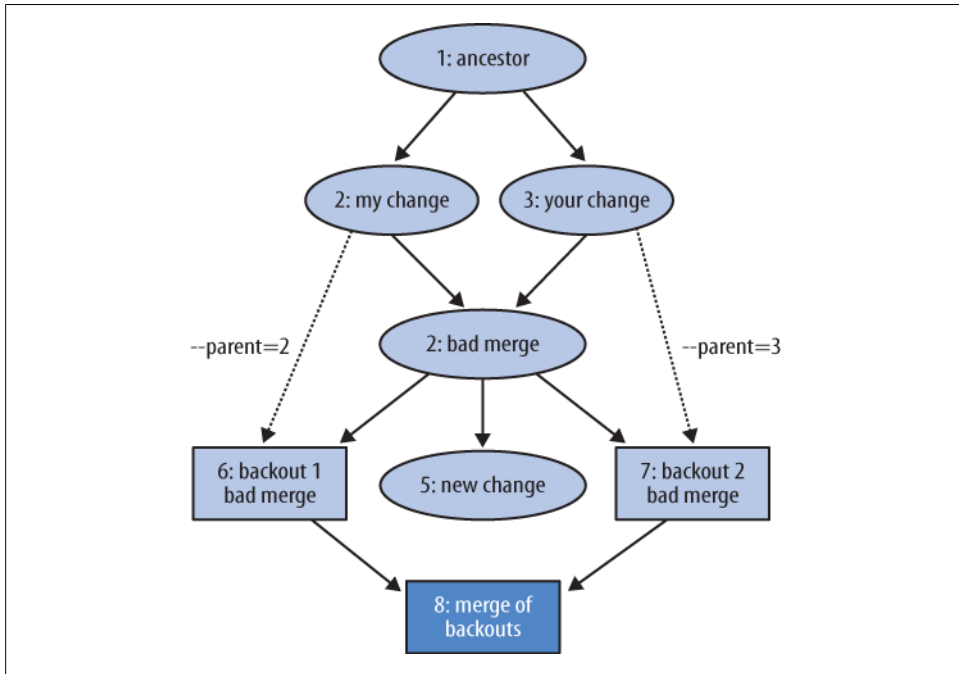 1: ancestor
2: my change
3: your change
--parent=2
2: bad merge
--parent=3
6: backout 1
bad merge
5: new change
7: backout 2
bad merge
8: merge of
backouts